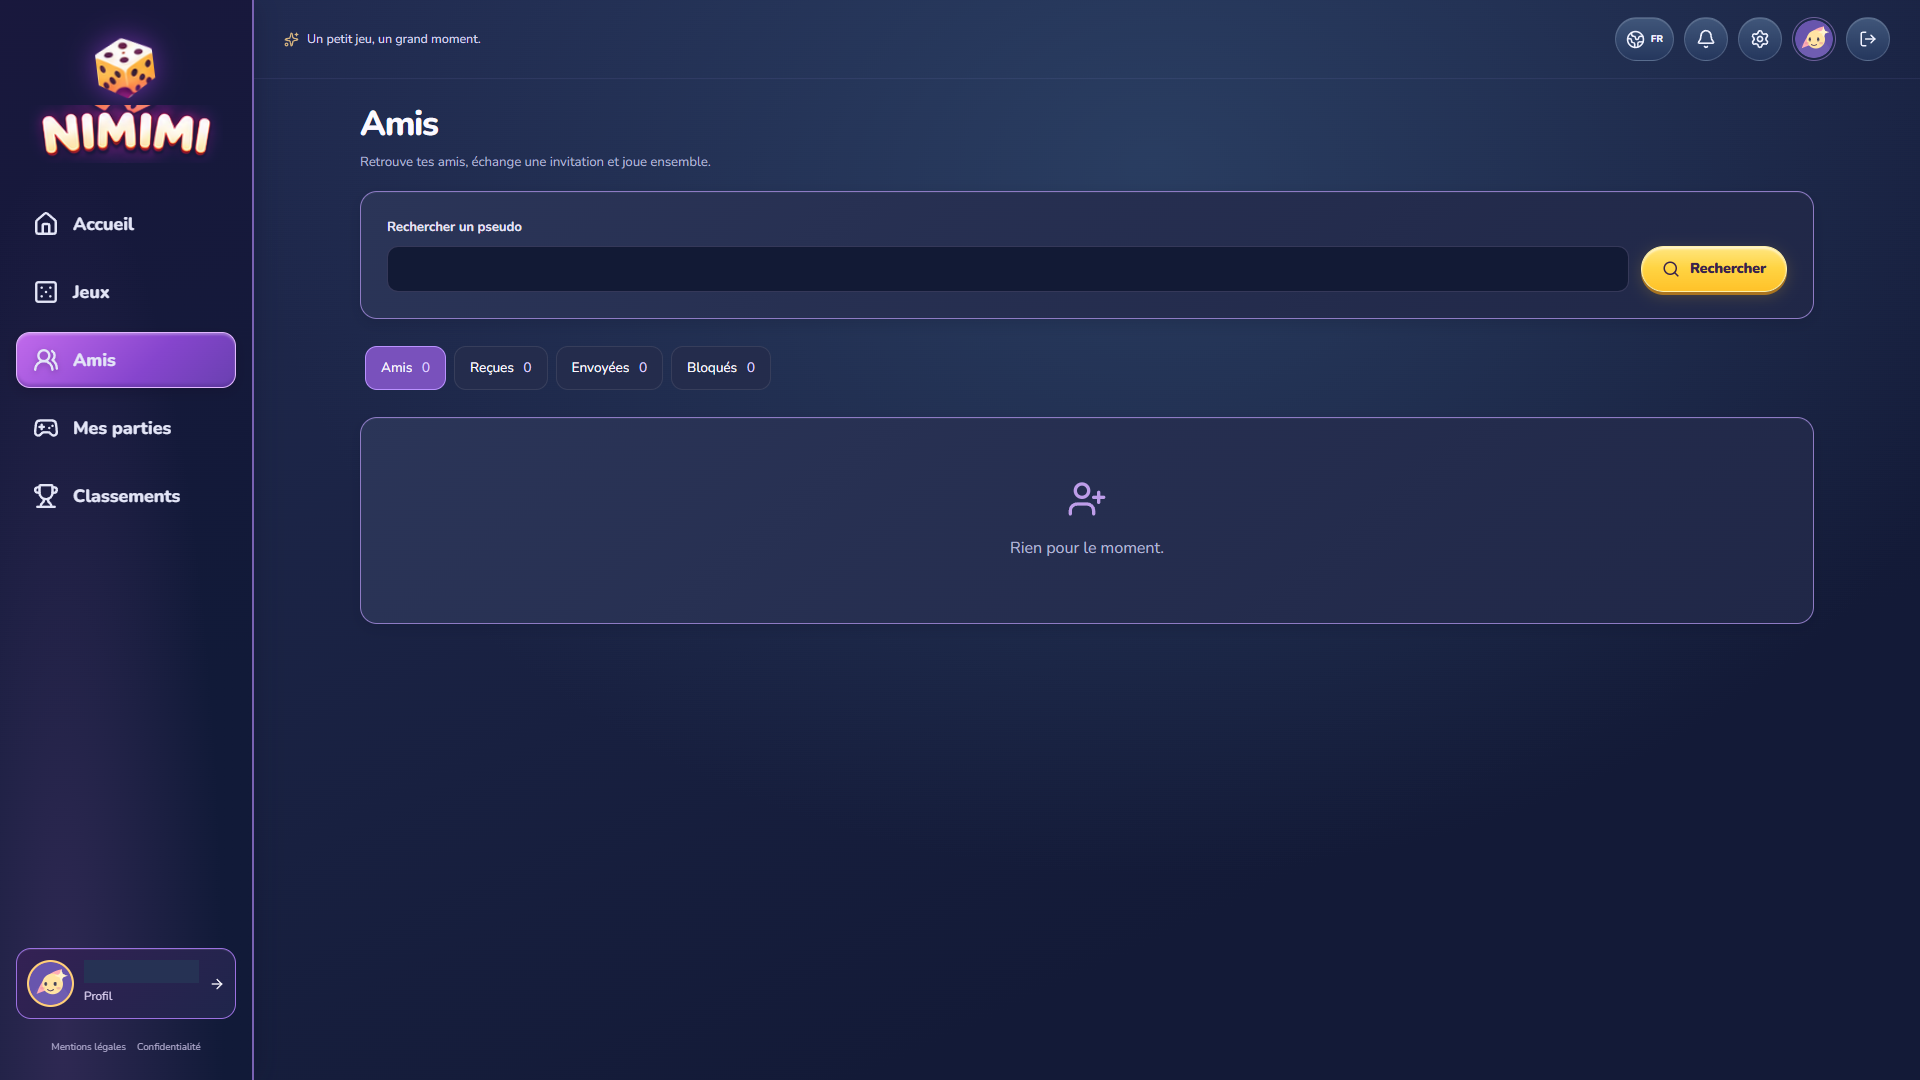 NIMIMI
Accueil
Jeux
Amis
Mes parties
Classements
Profil
Mentions légales Confidentialité
Un petit jeu, un grand moment.
FR
Amis
Retrouve tes amis, échange une invitation et joue ensemble.
Rechercher un pseudo
Rechercher
Amis 0 Reçues 0 Envoyées 0 Bloqués 0
Rien pour le moment.